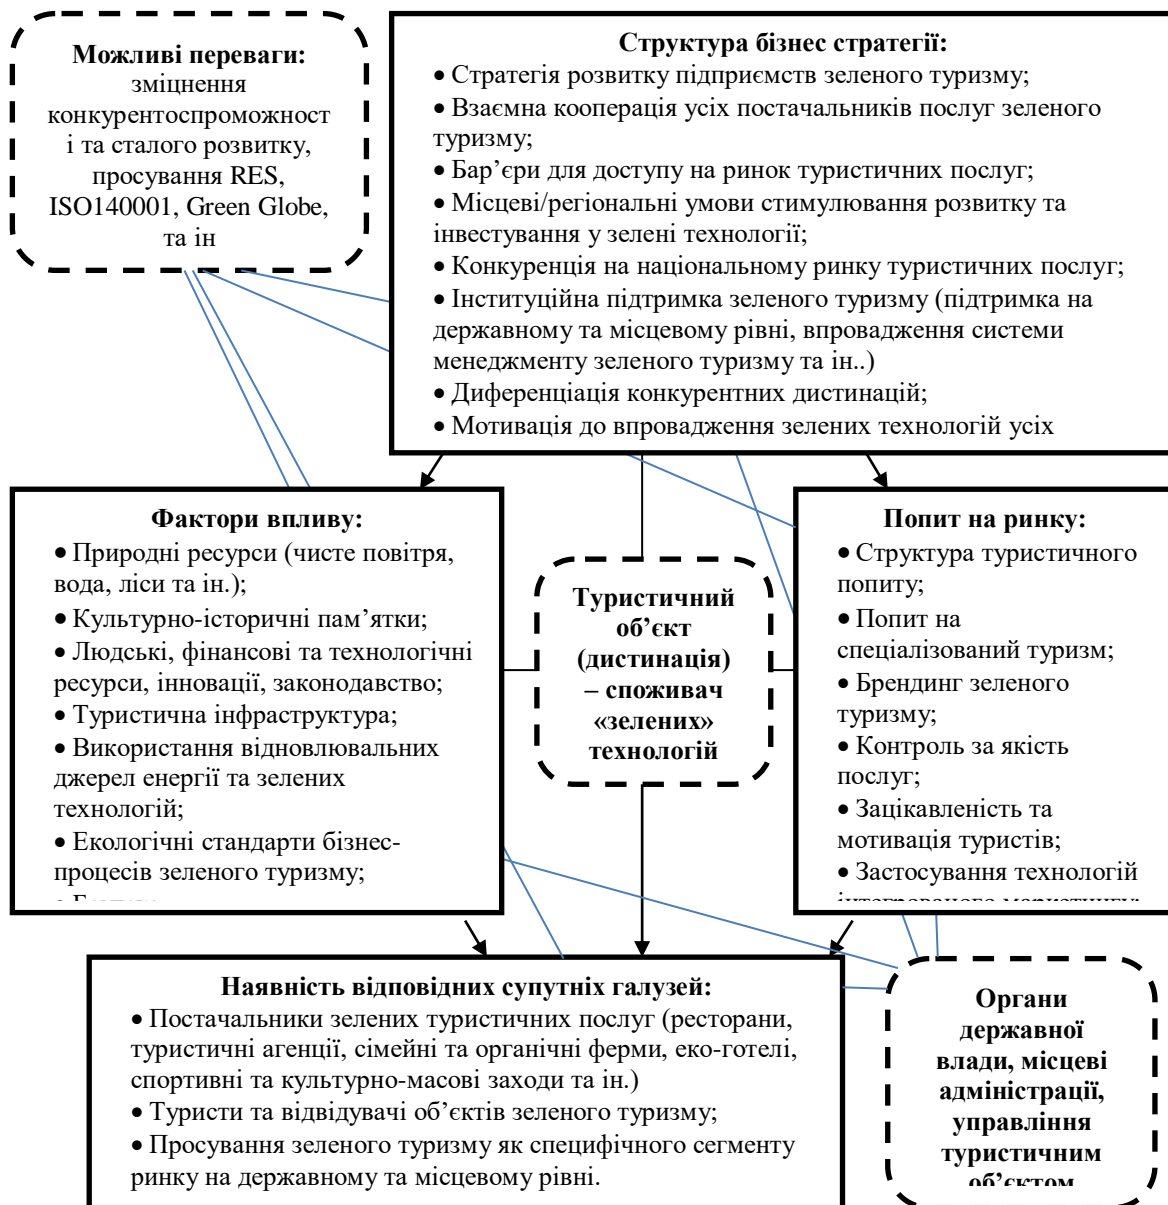 Можливі переваги:
зміцнення
конкурентоспроможност
і та сталого розвитку,
просування RES,
ISO140001, Green Globe,
та ін
Структура бізнес стратегії:
• Стратегія розвитку підприємств зеленого туризму;
• Взаємна кооперація усіх постачальників послуг зеленого
туризму;
• Бар’єри для доступу на ринок туристичних послуг;
• Місцеві/регіональні умови стимулювання розвитку та
інвестування у зелені технології;
• Конкуренція на національному ринку туристичних послуг;
• Інституційна підтримка зеленого туризму (підтримка на
державному та місцевому рівні, впровадження системи
менеджменту зеленого туризму та ін..)
• Диференціація конкурентних дистинацій;
• Мотивація до впровадження зелених технологій усіх
Фактори впливу:
• Природні ресурси (чисте повітря,
вода, ліси та ін.);
• Культурно-історичні пам’ятки;
• Людські, фінансові та технологічні
ресурси, інновації, законодавство;
• Туристична інфраструктура;
• Використання відновлювальних
джерел енергії та зелених
технологій;
• Екологічні стандарти бізнес-
процесів зеленого туризму;
Туристичний
об’єкт
(дистинація)
– споживач
«зелених»
технологій
Попит на ринку:
• Структура туристичного
попиту;
• Попит на
спеціалізований туризм;
• Брендинг зеленого
туризму;
• Контроль за якість
послуг;
• Зацікавленість та
мотивація туристів;
• Застосування технологій
інтегрованого маркетингу;
Наявність відповідних супутніх галузей:
• Постачальники зелених туристичних послуг (ресторани,
туристичні агенції, сімейні та органічні ферми, еко-готелі,
спортивні та культурно-масові заходи та ін.)
• Туристи та відвідувачі об’єктів зеленого туризму;
• Просування зеленого туризму як специфічного сегменту
ринку на державному та місцевому рівні.
Органи
державної
влади, місцеві
адміністрації,
управління
туристичним
об’єктом